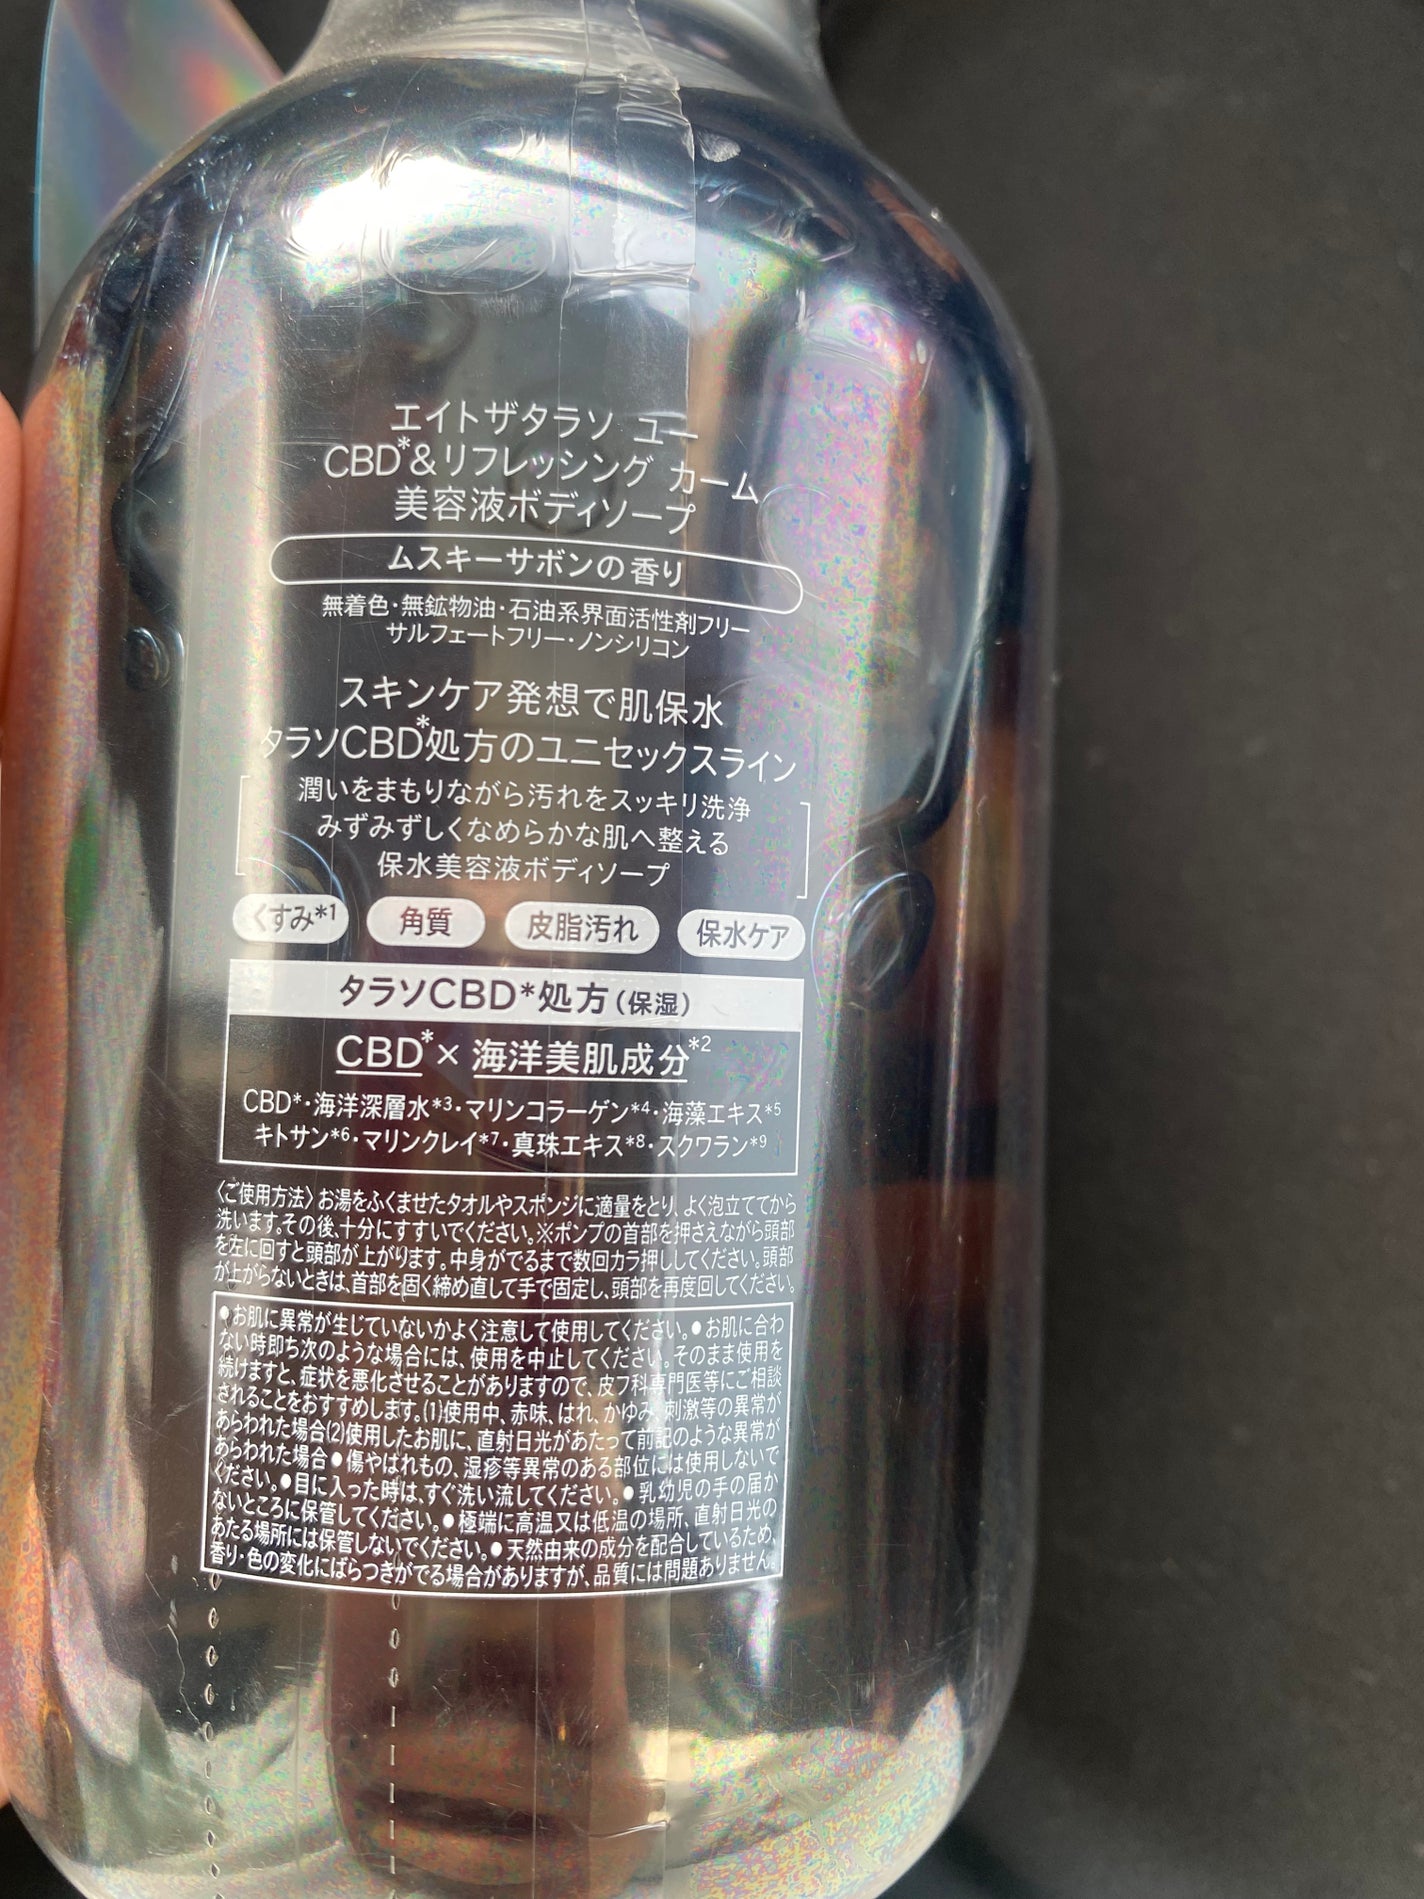 エイトザタラソ ユー
CBD*&リフレッシング カーム
美容液ボディソープ
ムスキーサボンの香り
無着色・無鉱物油・石油系界面活性剤フリー
サルフェートフリー・ノンシリコン
スキンケア発想で肌保水
タラソCBD*処方のユニセックスライン
潤いをまもりながら汚れをスッキリ洗浄
みずみずしくなめらかな肌へ整える
保水美容液ボディソープ
くすみ*1 角質 皮脂汚れ 保水ケア
タラソCBD*処方(保湿)
CBD*× 海洋美肌成分*2
CBD*・海洋深層水*3・マリンコラーゲン*4・海藻エキス*5
キトサン*6・マリンクレイ*7・真珠エキス*8・スクワラン*9
〈ご使用方法〉お湯をふくませたタオルやスポンジに適量をとり、よく泡立ててから
洗います。その後、十分にすすいでください。※ポンプの首部を押さえながら頭部
を左に回すと頭部が上がります。中身がでるまで数回カラ押ししてください。頭部
が上がらないときは、首部を固く締め直して手で固定し、頭部を再度回してください。
●お肌に異常が生じていないかよく注意して使用してください。●お肌に合わ
ない時即ち次のような場合には、使用を中止してください。そのまま使用を
続けますと、症状を悪化させることがありますので、皮フ科専門医等にご相談
されることをおすすめします。(1)使用中、赤味、はれ、かゆみ、刺激等の異常が
あらわれた場合(2)使用したお肌に、直射日光があたって前記のような異常が
あらわれた場合●傷やはれもの、湿疹等異常のある部位には使用しないで
ください。●目に入った時は、すぐ洗い流してください。●乳幼児の手の届か
ないところに保管してください。●極端に高温又は低温の場所、直射日光の
あたる場所には保管しないでください。●天然由来の成分を配合しているため、
香り・色の変化にばらつきがでる場合がありますが、品質には問題ありません。